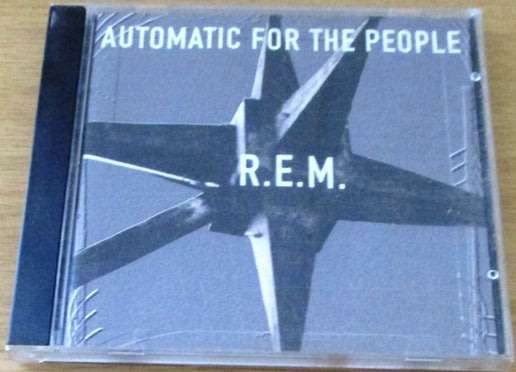 AUTOMATIC FOR THE PEOPLE
R.E.M.